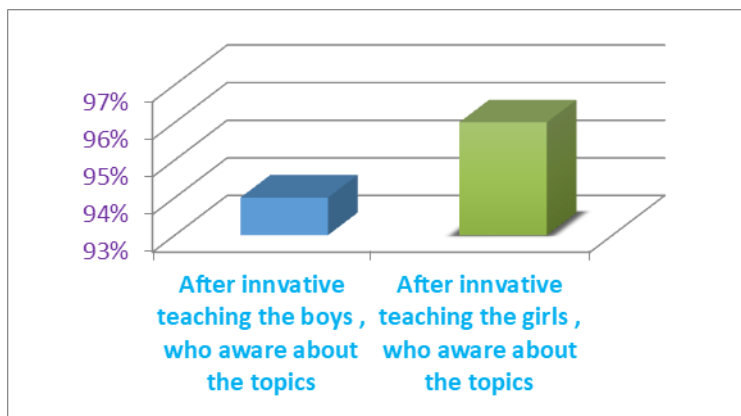 97%
96%
95%
94%
93%
After innvative
teaching the boys ,
who aware about
the topics
After innvative
teaching the girls ,
who aware about
the topics